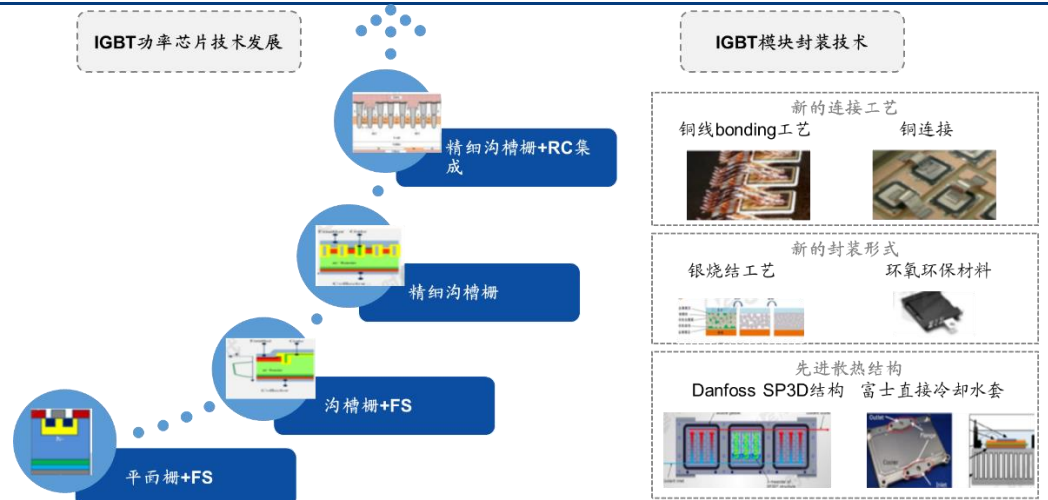 IGBT功率芯片技术发展
IGBT模块封装技术
新的连接工艺
铜线bonding工艺
铜连接
精细沟槽栅+RC集
成
新的封装形式
银烧结工艺
环氧环保材料
精细沟槽栅
先进散热结构
Danfoss SP3D结构
富士直接冷却水套
沟槽栅+FS
Outlet
Flange
Cover
Inlet
平面栅+FS